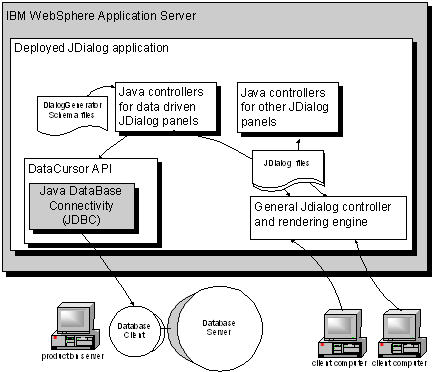 IBM WebSphere Application Server
Deployed JDialog application
DialogGenerator
Schema files
Java controllers
for data driven
JDialog panels
Java controllers
for other JDialog
panels
DataCursor API
Java DataBase
Connectivity
(JDBC)
JDialog files
General Jdialog controller
and rendering engine
Database
Client
Database
Server
productbu server
client computer
client computer